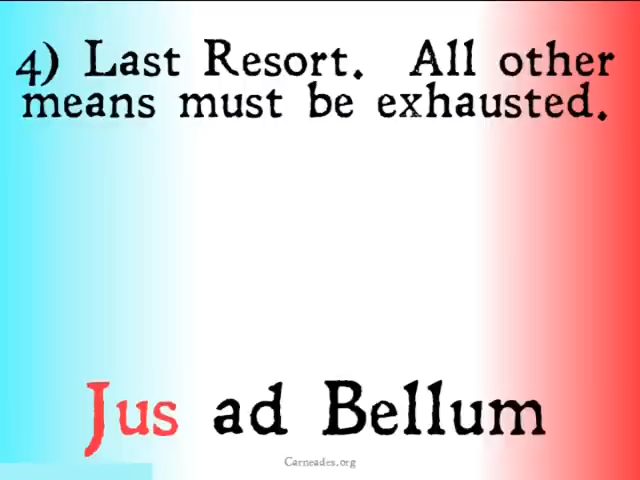 4) Last Resort. All other
means must be exhausted.
Jus ad Bellum
Carneades.org